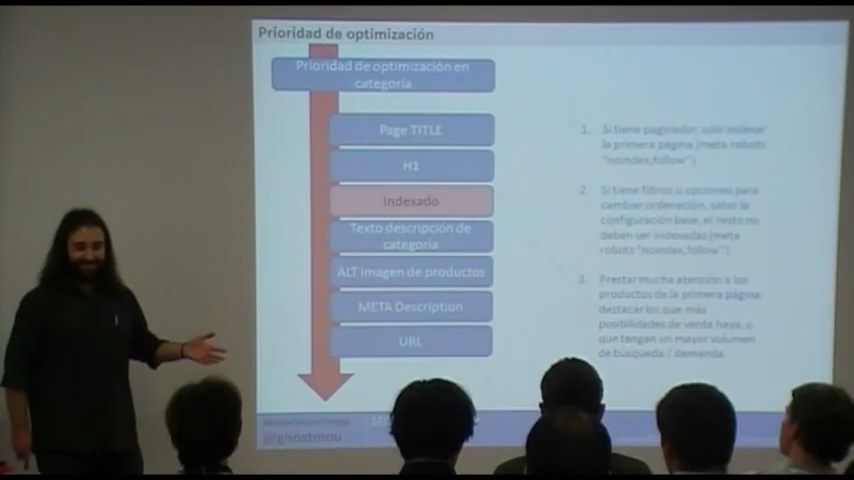 Prioridad de optimización
Prioridad de optimización en
categoría
Page TITLE
H1
Indexado
Texto descripción de
categoría
ALT imagen de productos
META Description
URL
1. Si tiene paginador, solo indexar
la primera página (meta robots
"noindex,follow")
2. Si tiene filtros u opciones para
cambiar ordenación, salvo la
configuración base, el resto no
deben ser indexadas (meta
robots "noindex,follow").
3. Prestar mucha atención a los
productos de la primera página:
destacar los que más
posibilidades de venta haya, o
que tengan un mayor volumen
de búsqueda / demanda.
@ghostmou